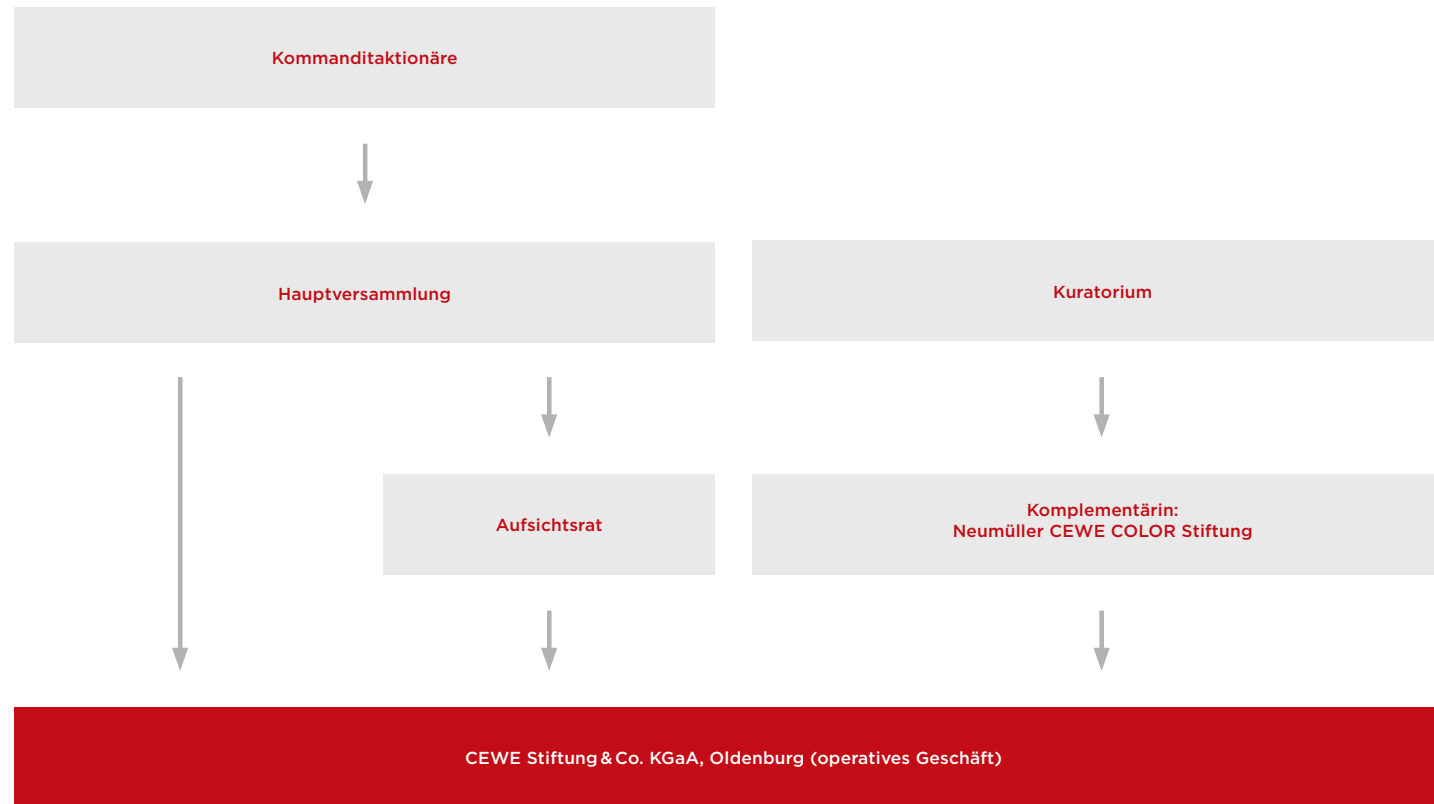 Kommanditaktionäre
Hauptversammlung
Kuratorium
Aufsichtsrat
Komplementärin:
Neumüller CEWE COLOR Stiftung
CEWE Stiftung & Co. KGaA, Oldenburg (operatives Geschäft)